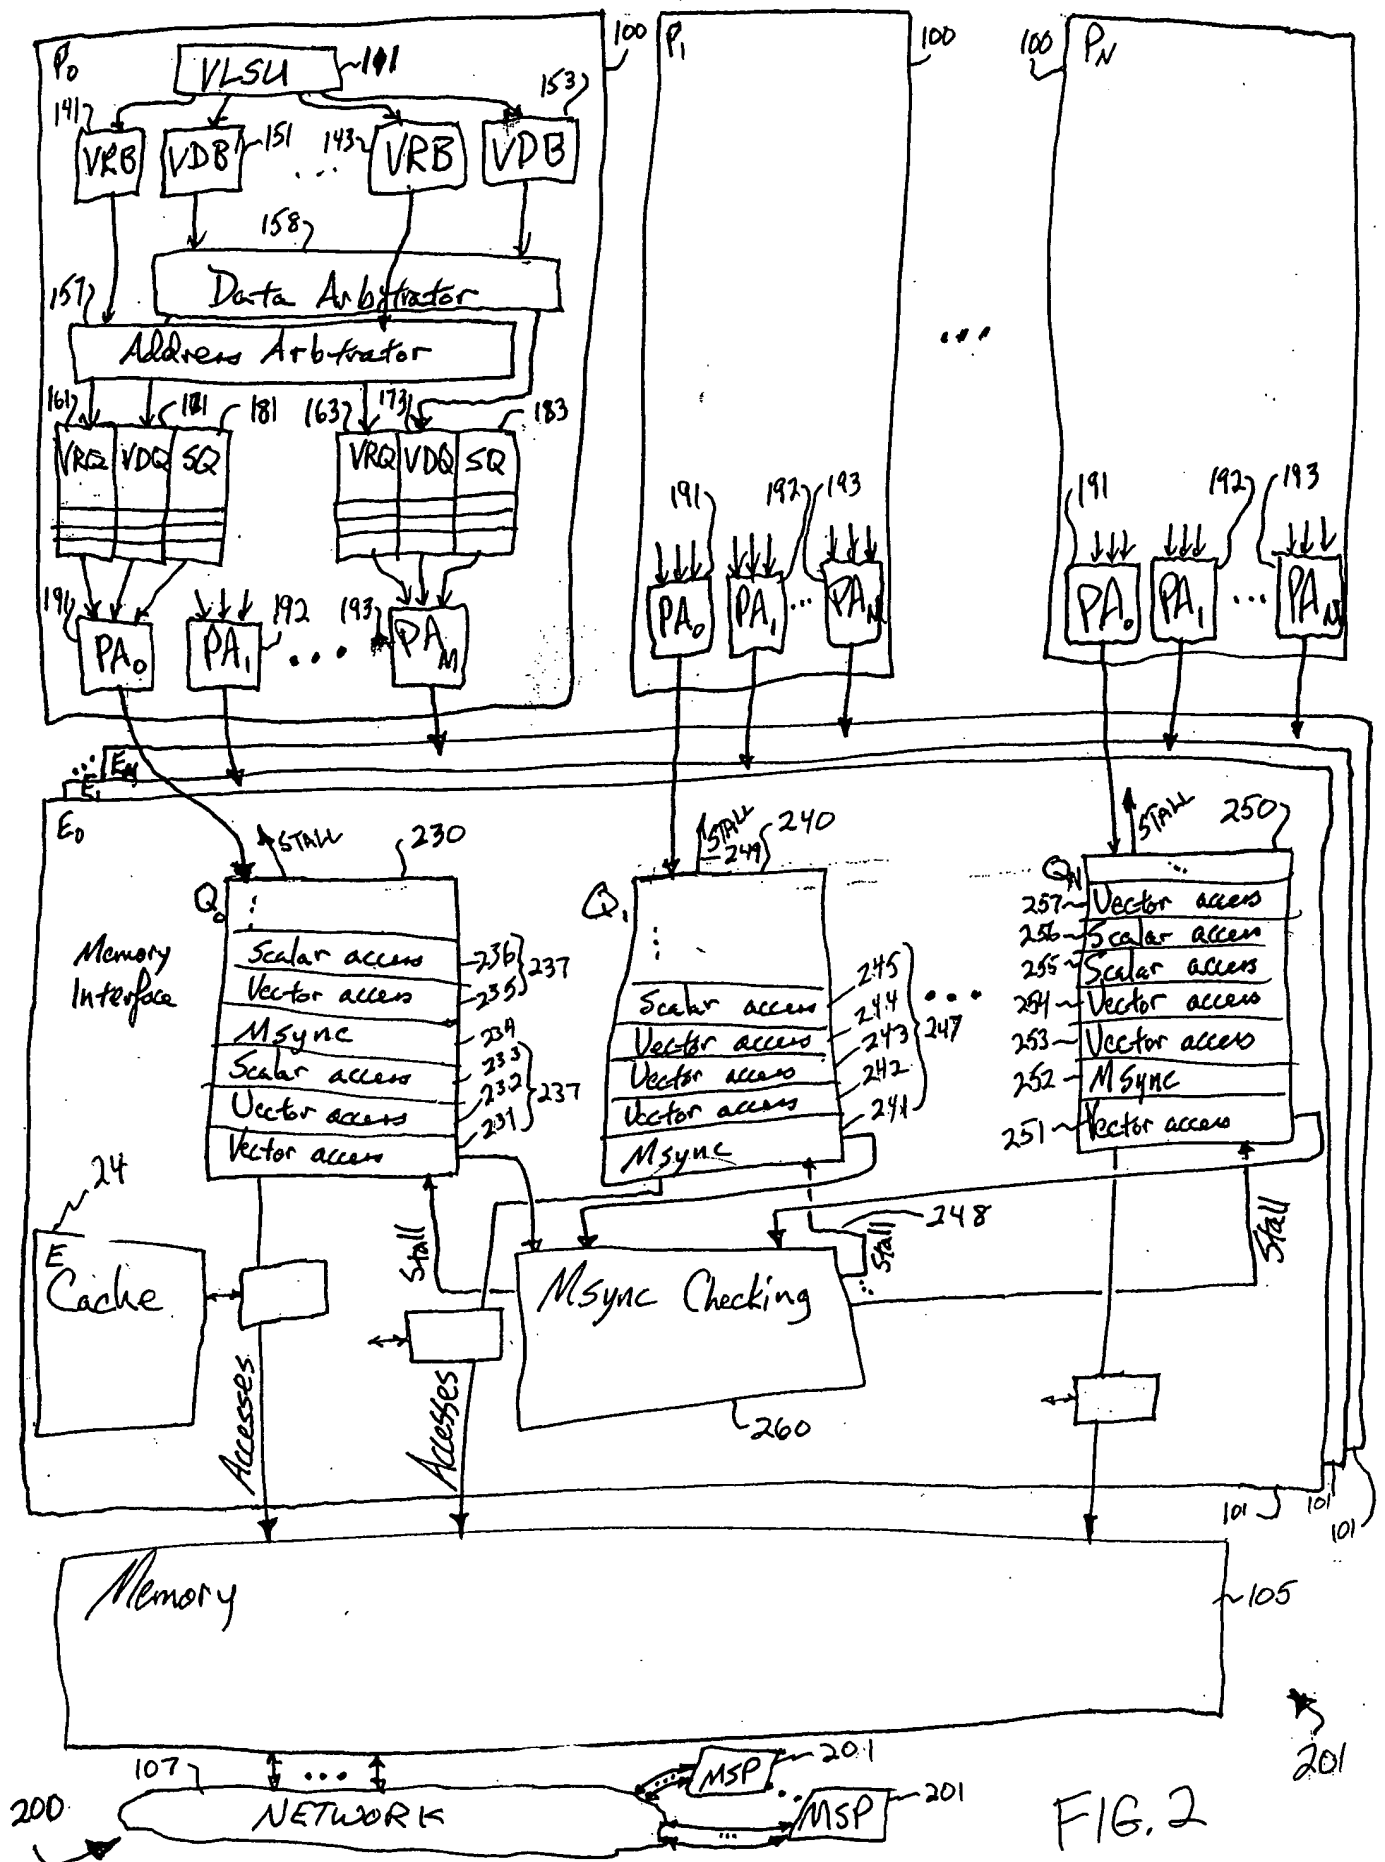 P0 100 P1 100 100 PN
VLSU 101
141 153
VRB VDB 151 ... 143 VRB VDB
158
157 Data Arbitrator
Address Arbtrator
...
161 181 163 173 183
VRQ VDQ SQ VRQ VDQ SQ
191 192 193 191 192 193
PA0 PA1 ... PAM PA0 PA1 ... PAN
191 192 193
PA0 PA1 ... PAM
... EM
E1
E0
STALL 230 STALL 240 STALL 250
249
Q0 Q1 QN
Memory
Interface
Scalar access 236
Vector access 235
237
Msync 234
Scalar access 233
Vector access 232
Vector access 231
237
Scalar access 245
Vector access 244
Vector access 243
Vector access 242
Msync 241
247
...
257 Vector access
256 Scalar access
255 Scalar access
254 Vector access
253 Vector access
252 MSync
251 Vector access
24
E
Cache
Stall
248
Stall
Stall
Msync Checking
260
Accesses
Accesses
101 101 101
Memory
105
201
107 ... MSP 201
200 NETWORK ... MSP 201
FIG. 2